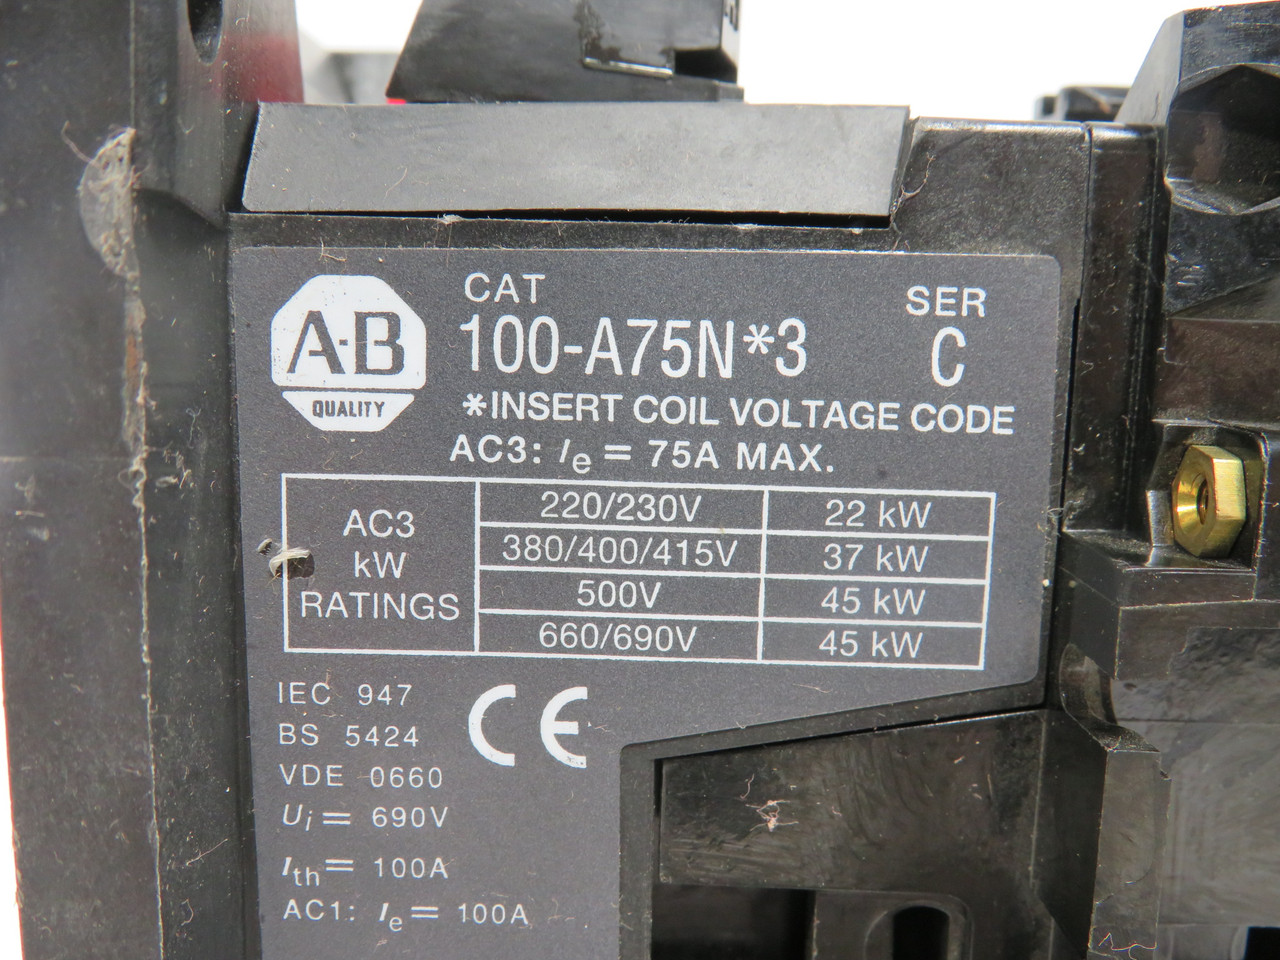 A-B
QUALITY
CAT
100-A75N*3
SER
C
*INSERT COIL VOLTAGE CODE
AC3: Ie = 75A MAX.
AC3
kW
RATINGS
220/230V 22 kW
380/400/415V 37 kW
500V 45 kW
660/690V 45 kW
IEC 947
BS 5424
VDE 0660
Ui = 690V
Ith = 100A
AC1: Ie = 100A
CE